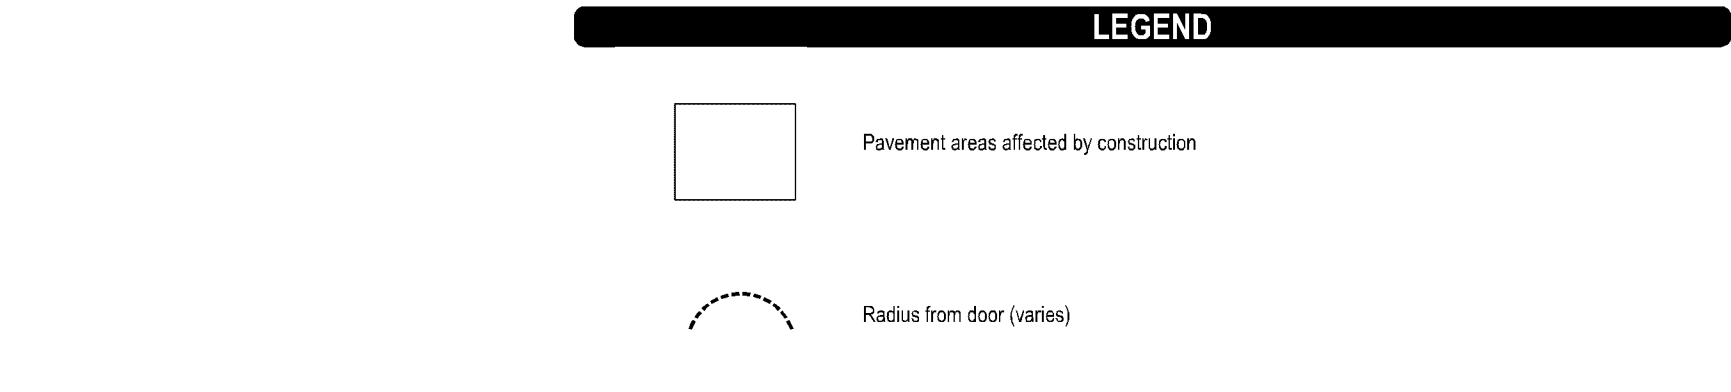 LEGEND
Pavement areas affected by construction
Radius from door (varies)